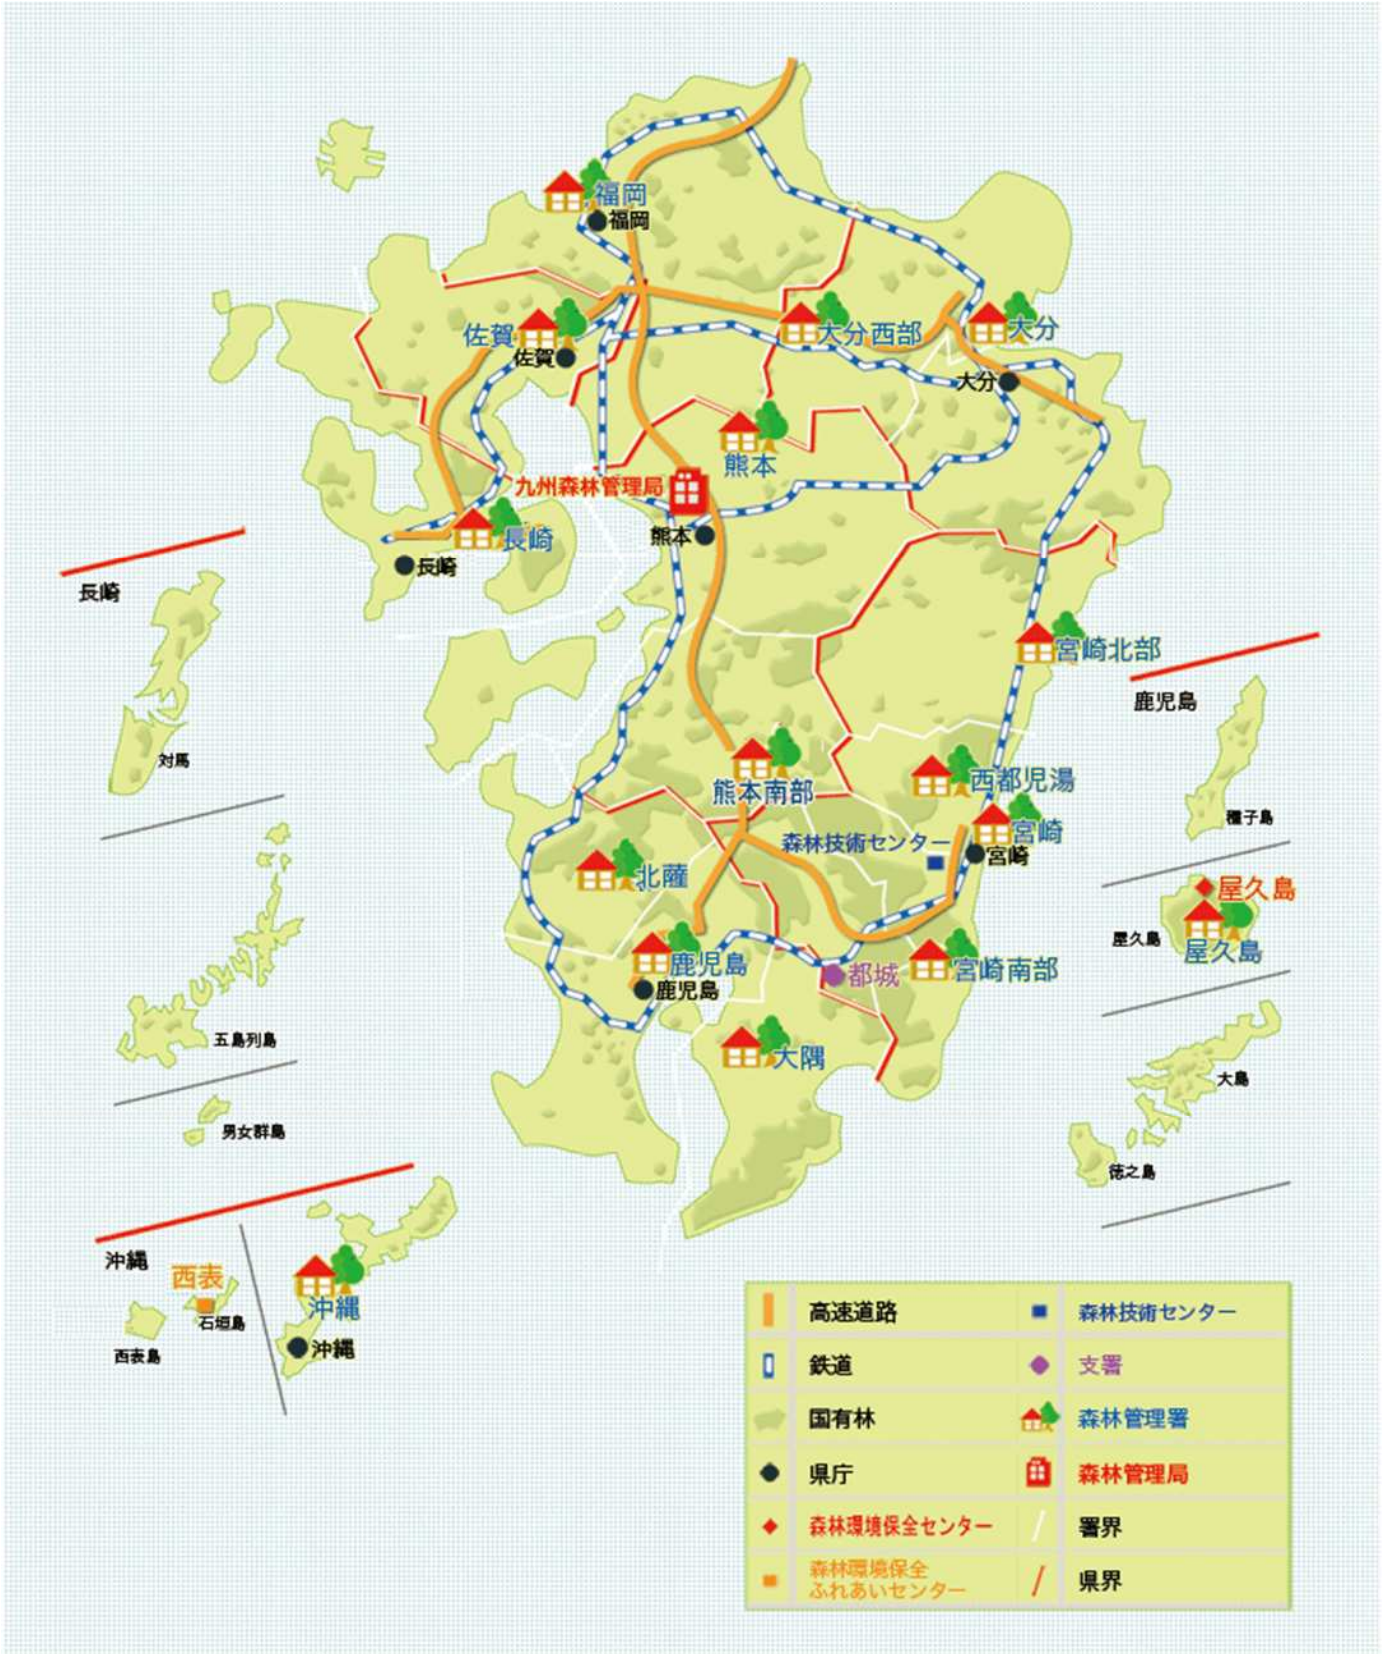 福岡
福岡
佐賀
佐賀
大分西部
大分
大分
熊本
九州森林管理局
熊本
長崎
長崎
長崎
対馬
五島列島
男女群島
宮崎北部
鹿児島
種子島
屋久島
屋久島
屋久島
大島
徳之島
熊本南部
西都児湯
森林技術センター
宮崎
宮崎
北薩
鹿児島
鹿児島
都城
宮崎南部
大隅
沖縄
西表
石垣島
西表島
沖縄
沖縄
高速道路
森林技術センター
鉄道
支署
国有林
森林管理署
県庁
森林管理局
森林環境保全センター
署界
森林環境保全
ふれあいセンター
県界